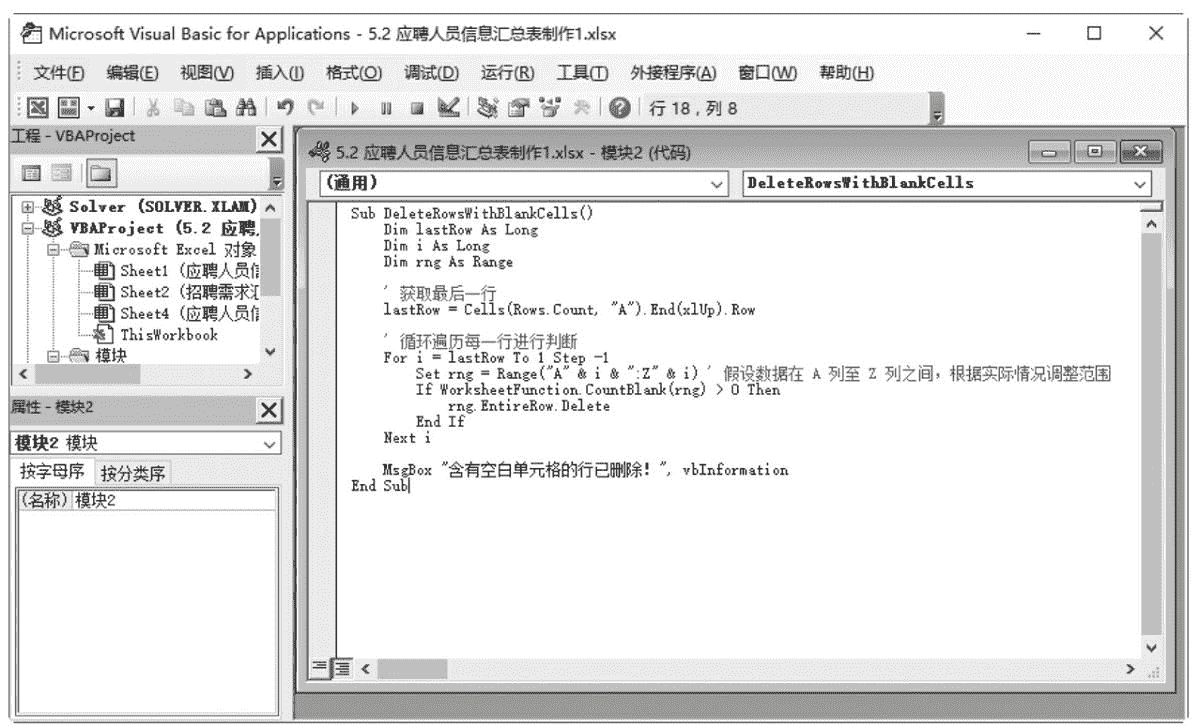 Microsoft Visual Basic for Applications - 5.2 应聘人员信息汇总表制作1.xlsx
文件(F) 编辑(E) 视图(V) 插入(I) 格式(O) 调试(D) 运行(R) 工具(T) 外接程序(A) 窗口(W) 帮助(H)
行 18 , 列 8
工程 - VBAProject
Solver (SOLVER.XLAM)
VBAProject (5.2 应聘
Microsoft Excel 对象
Sheet1 (应聘人员信
Sheet2 (招聘需求汇
Sheet4 (应聘人员信
ThisWorkbook
模块
属性 - 模块2
模块2 模块
按字母序 按分类序
(名称) 模块2
5.2 应聘人员信息汇总表制作1.xlsx - 模块2 (代码)
(通用) DeleteRowsWithBlankCells
Sub DeleteRowsWithBlankCells()
Dim lastRow As Long
Dim i As Long
Dim rng As Range
' 获取最后一行
lastRow = Cells(Rows.Count, "A").End(xlUp).Row
' 循环遍历每一行进行判断
For i = lastRow To 1 Step -1
Set rng = Range("A" & i & ":Z" & i) ' 假设数据在 A 列至 Z 列之间，根据实际情况调整范围
If WorksheetFunction.CountBlank(rng) > 0 Then
rng.EntireRow.Delete
End If
Next i
MsgBox "含有空白单元格的行已删除！", vbInformation
End Sub